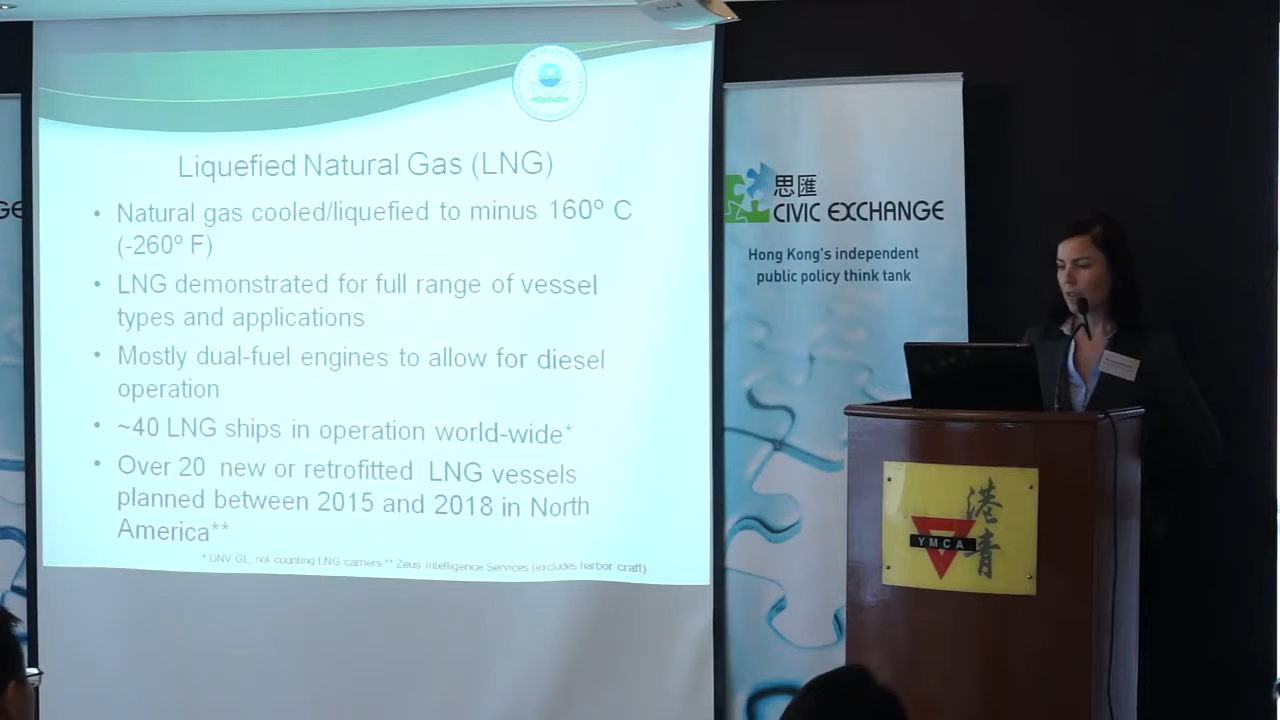 Liquefied Natural Gas (LNG)
• Natural gas cooled/liquefied to minus 160º C
(-260º F)
• LNG demonstrated for full range of vessel
types and applications
• Mostly dual-fuel engines to allow for diesel
operation
• ~40 LNG ships in operation world-wide*
• Over 20 new or retrofitted LNG vessels
planned between 2015 and 2018 in North
America**
* DNV GL, not counting LNG carriers ** Zeus Intelligence Services (excludes harbor craft)
GE
思匯
CIVIC EXCHANGE
Hong Kong's independent
public policy think tank
港青
YMCA